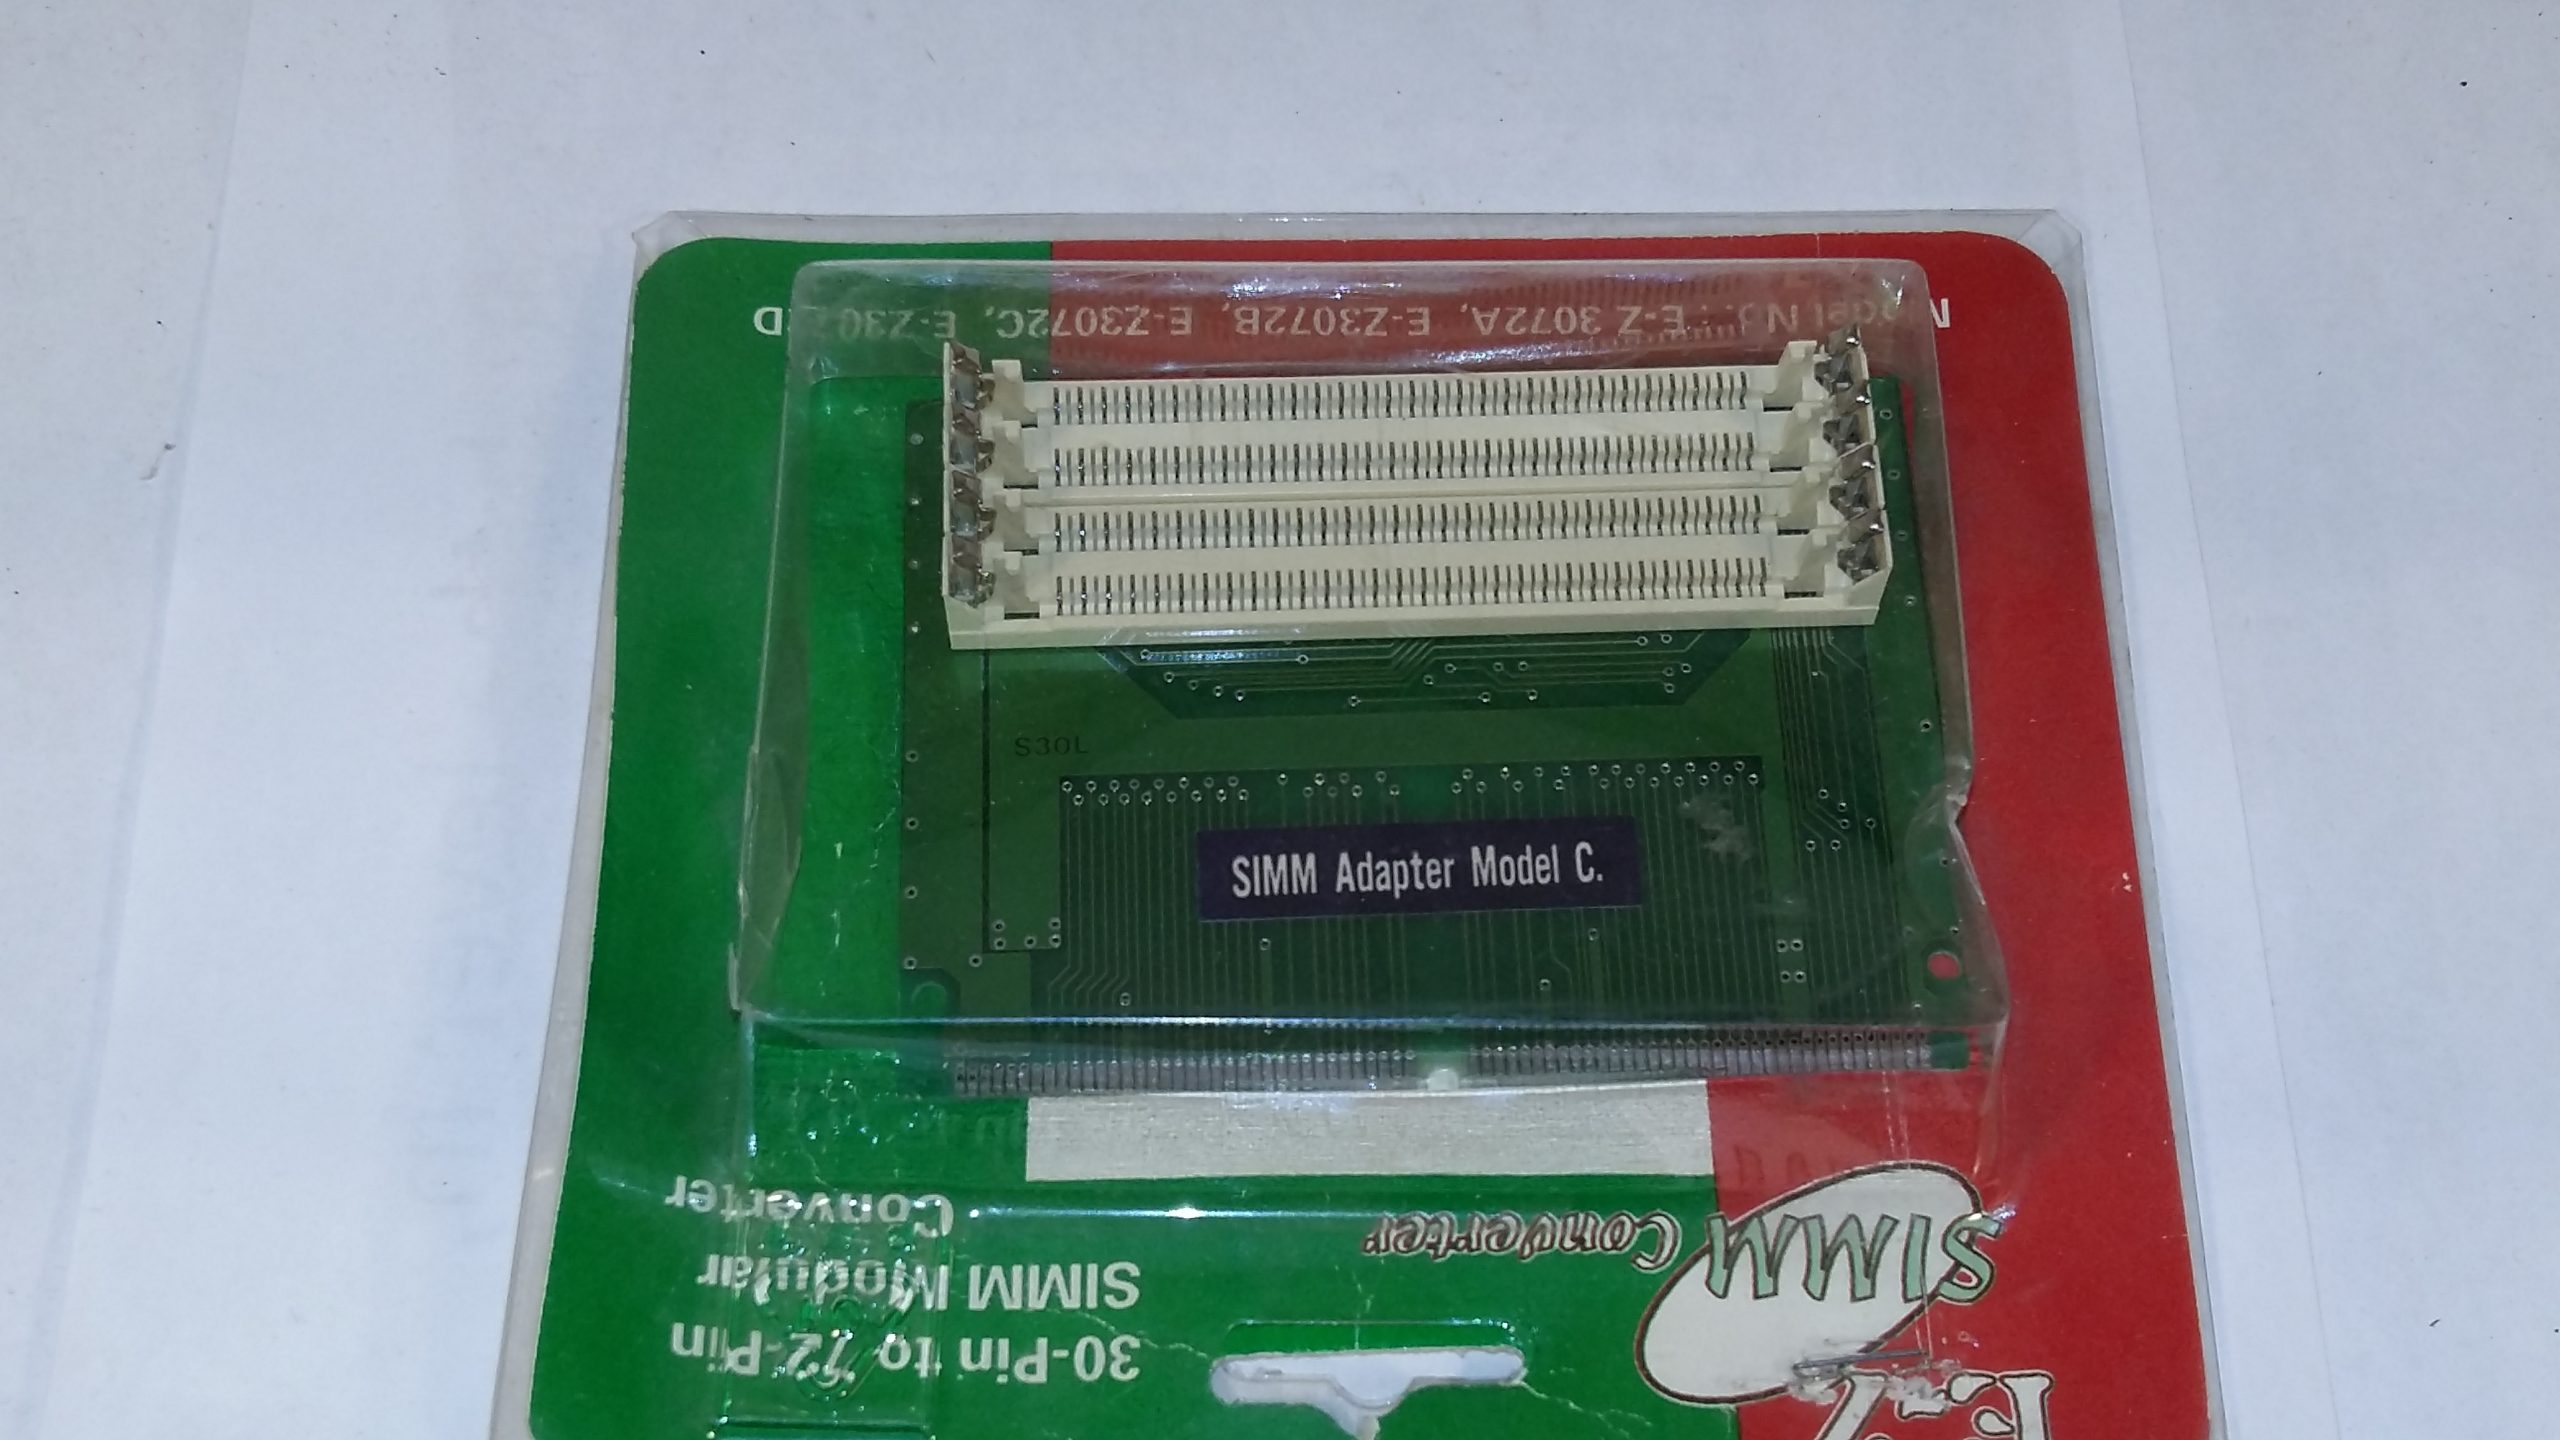 Model No.: E-Z 3072A, E-Z3072B, E-Z3072C, E-Z3072D
S30L
SIMM Adapter Model C.
SIMM Converter
30-Pin to 72-Pin
SIMM Modular
Converter